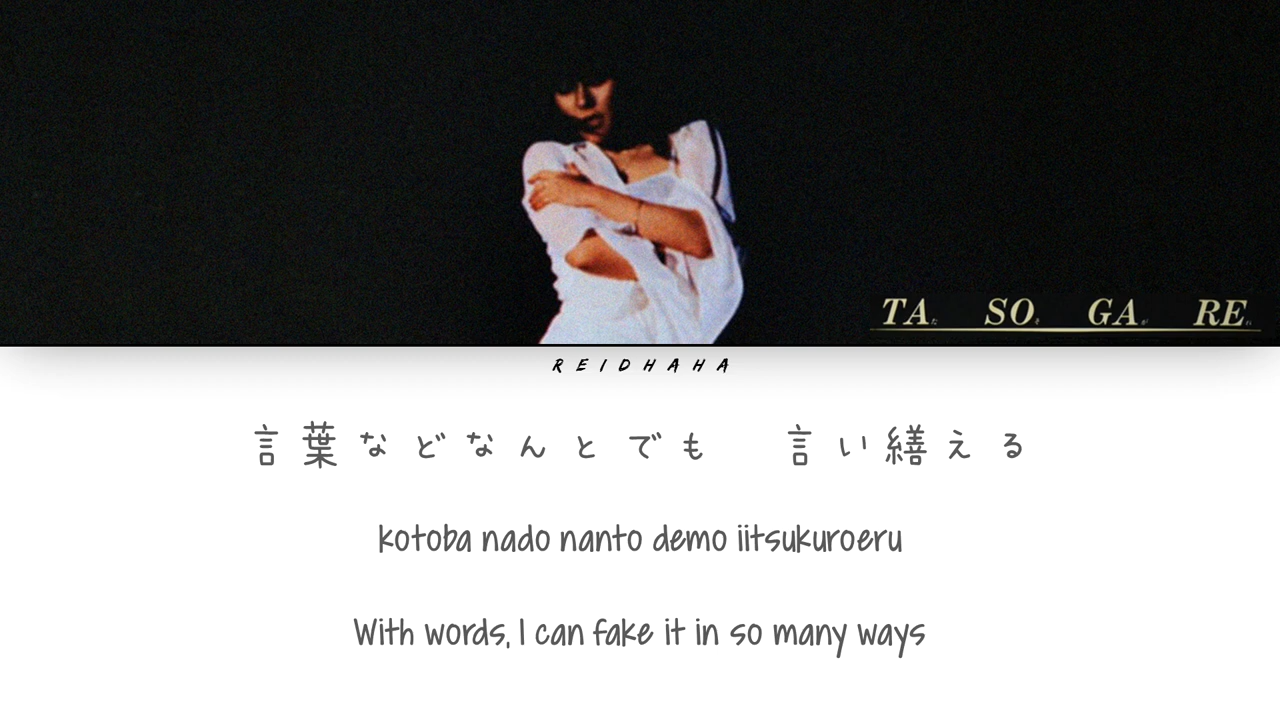 TA SO GA RE
REIDHAHA
言葉などなんとでも 言い繕える
kotoba nado nanto demo iitsukuroeru
With words, I can fake it in so many ways